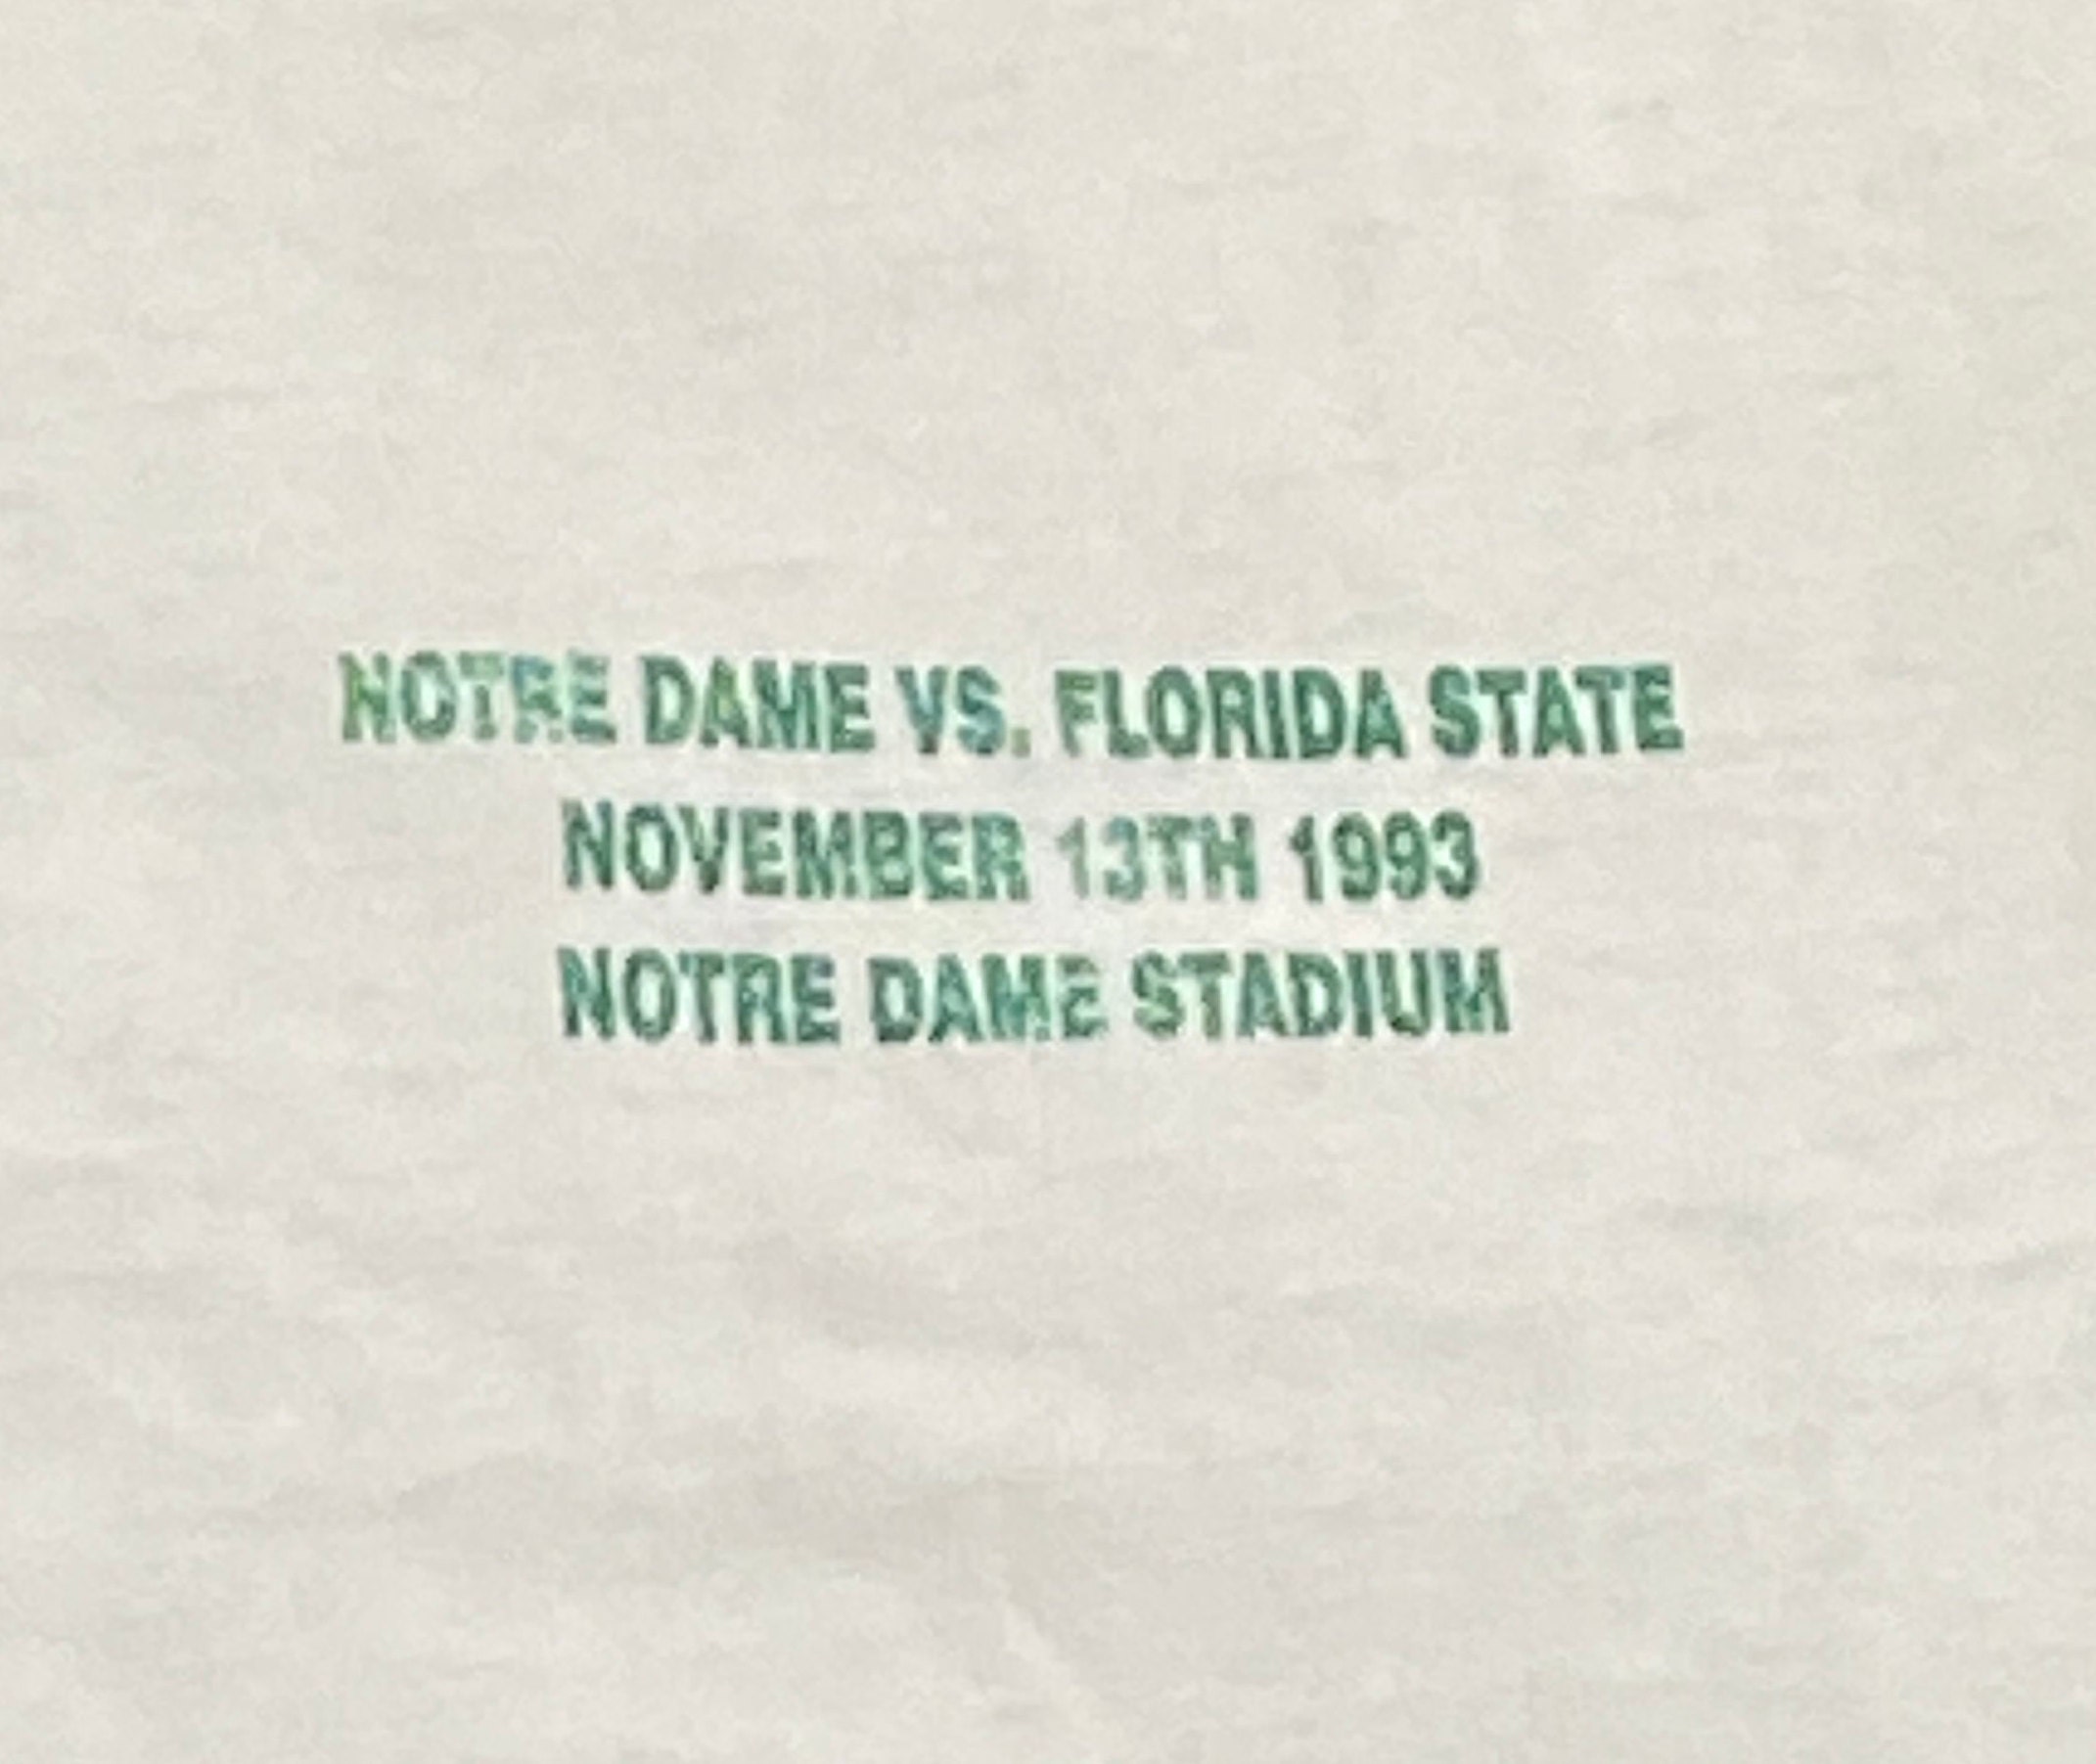 NOTRE DAME VS. FLORIDA STATE
NOVEMBER 13TH 1993
NOTRE DAME STADIUM